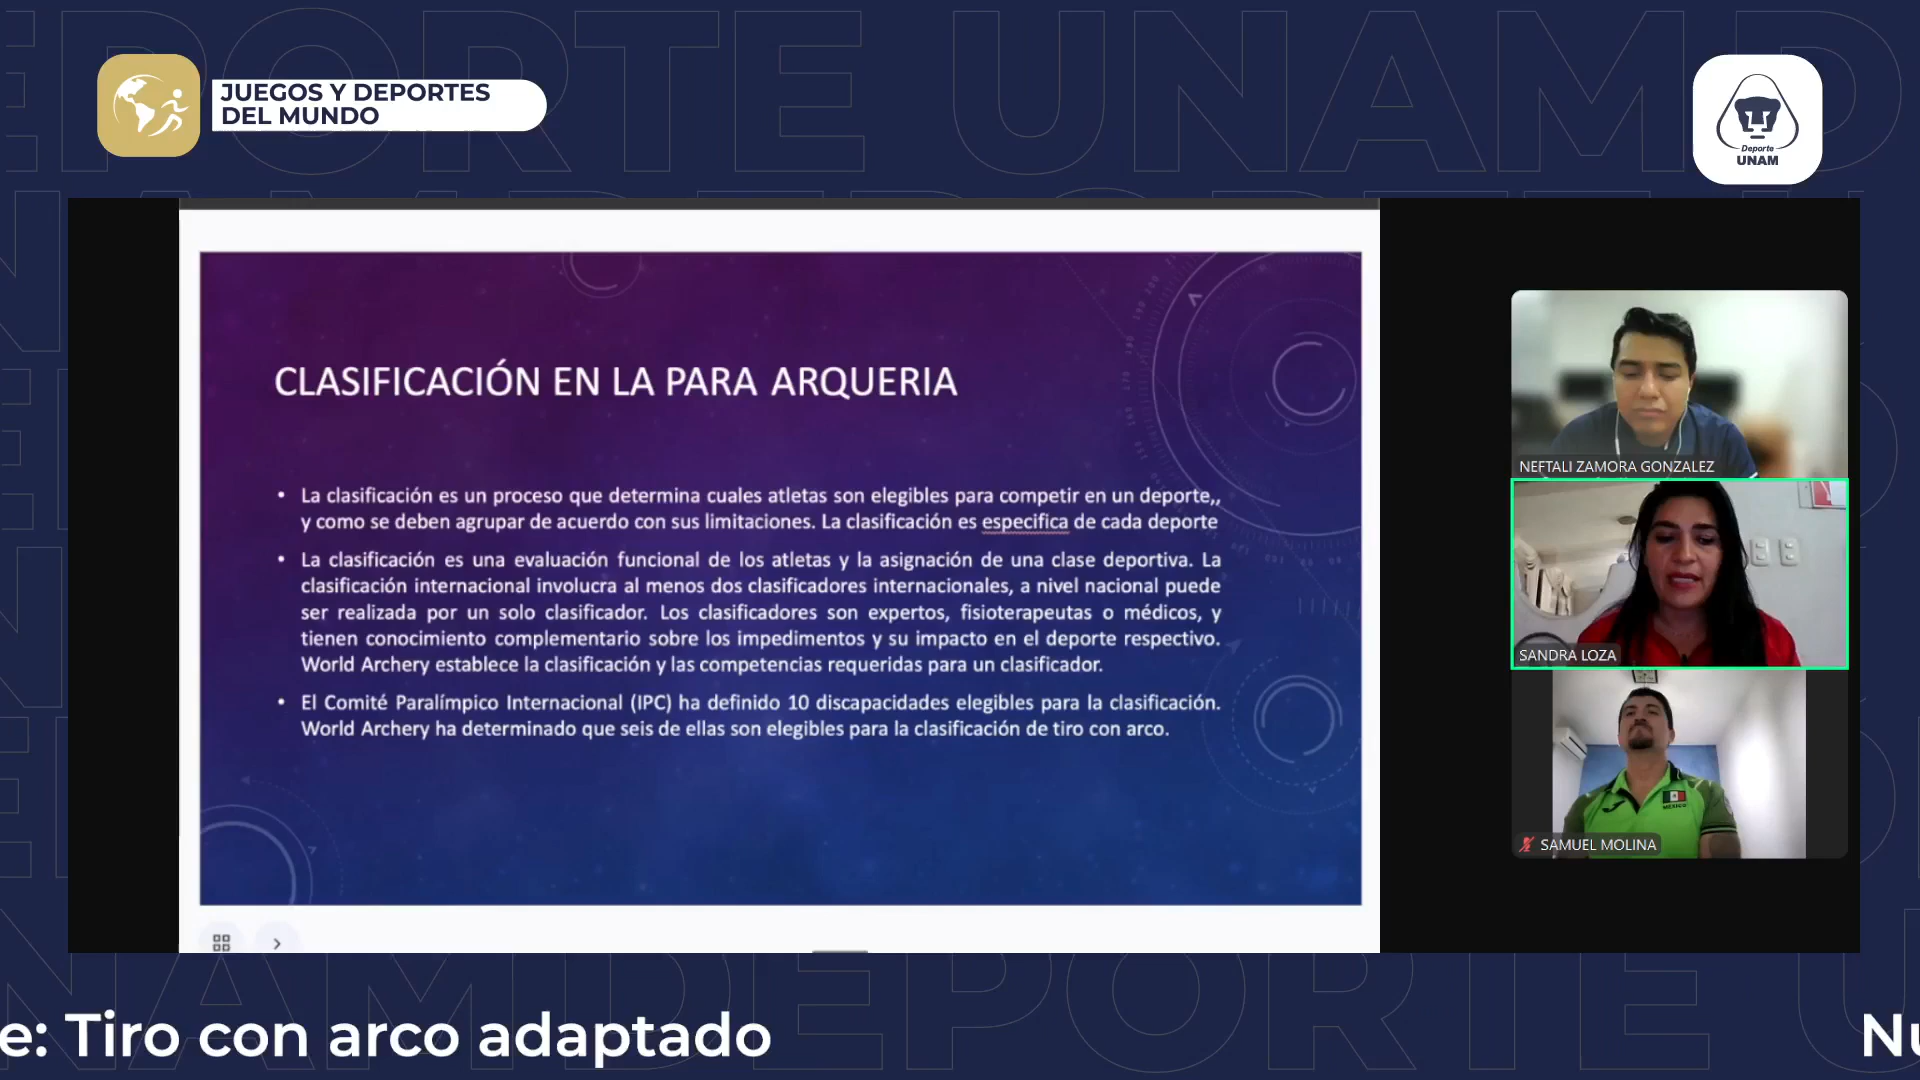 JUEGOS Y DEPORTES
DEL MUNDO
Deporte
UNAM
CLASIFICACIÓN EN LA PARA ARQUERIA
• La clasificación es un proceso que determina cuales atletas son elegibles para competir en un deporte,,
y como se deben agrupar de acuerdo con sus limitaciones. La clasificación es especifica de cada deporte
• La clasificación es una evaluación funcional de los atletas y la asignación de una clase deportiva. La
clasificación internacional involucra al menos dos clasificadores internacionales, a nivel nacional puede
ser realizada por un solo clasificador. Los clasificadores son expertos, fisioterapeutas o médicos, y
tienen conocimiento complementario sobre los impedimentos y su impacto en el deporte respectivo.
World Archery establece la clasificación y las competencias requeridas para un clasificador.
• El Comité Paralímpico Internacional (IPC) ha definido 10 discapacidades elegibles para la clasificación.
World Archery ha determinado que seis de ellas son elegibles para la clasificación de tiro con arco.
NEFTALI ZAMORA GONZALEZ
SANDRA LOZA
MÉXICO
SAMUEL MOLINA
e: Tiro con arco adaptado
Nu